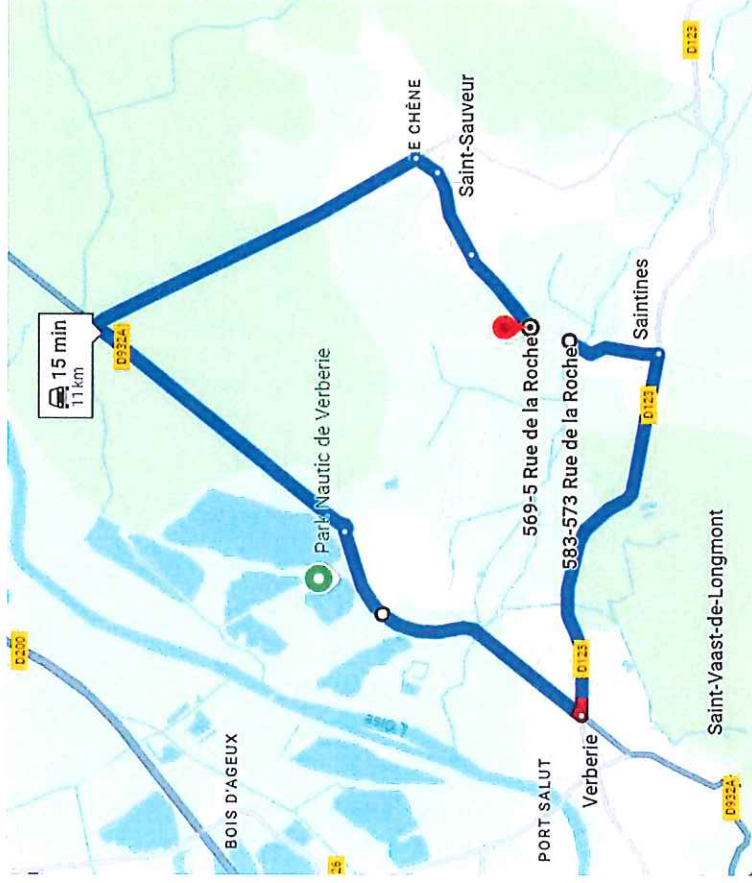 D200
BOIS D'AGEUX
26
L'OISE
PORT SALUT
Verberie
D932A
Saint-Vaast-de-Longmont
D123
Park Nautic de Verberie
15 min
11 km
D932A
569-5 Rue de la Roche
583-573 Rue de la Roche
D123
Saintines
E CHÊNE
Saint-Sauveur
D123